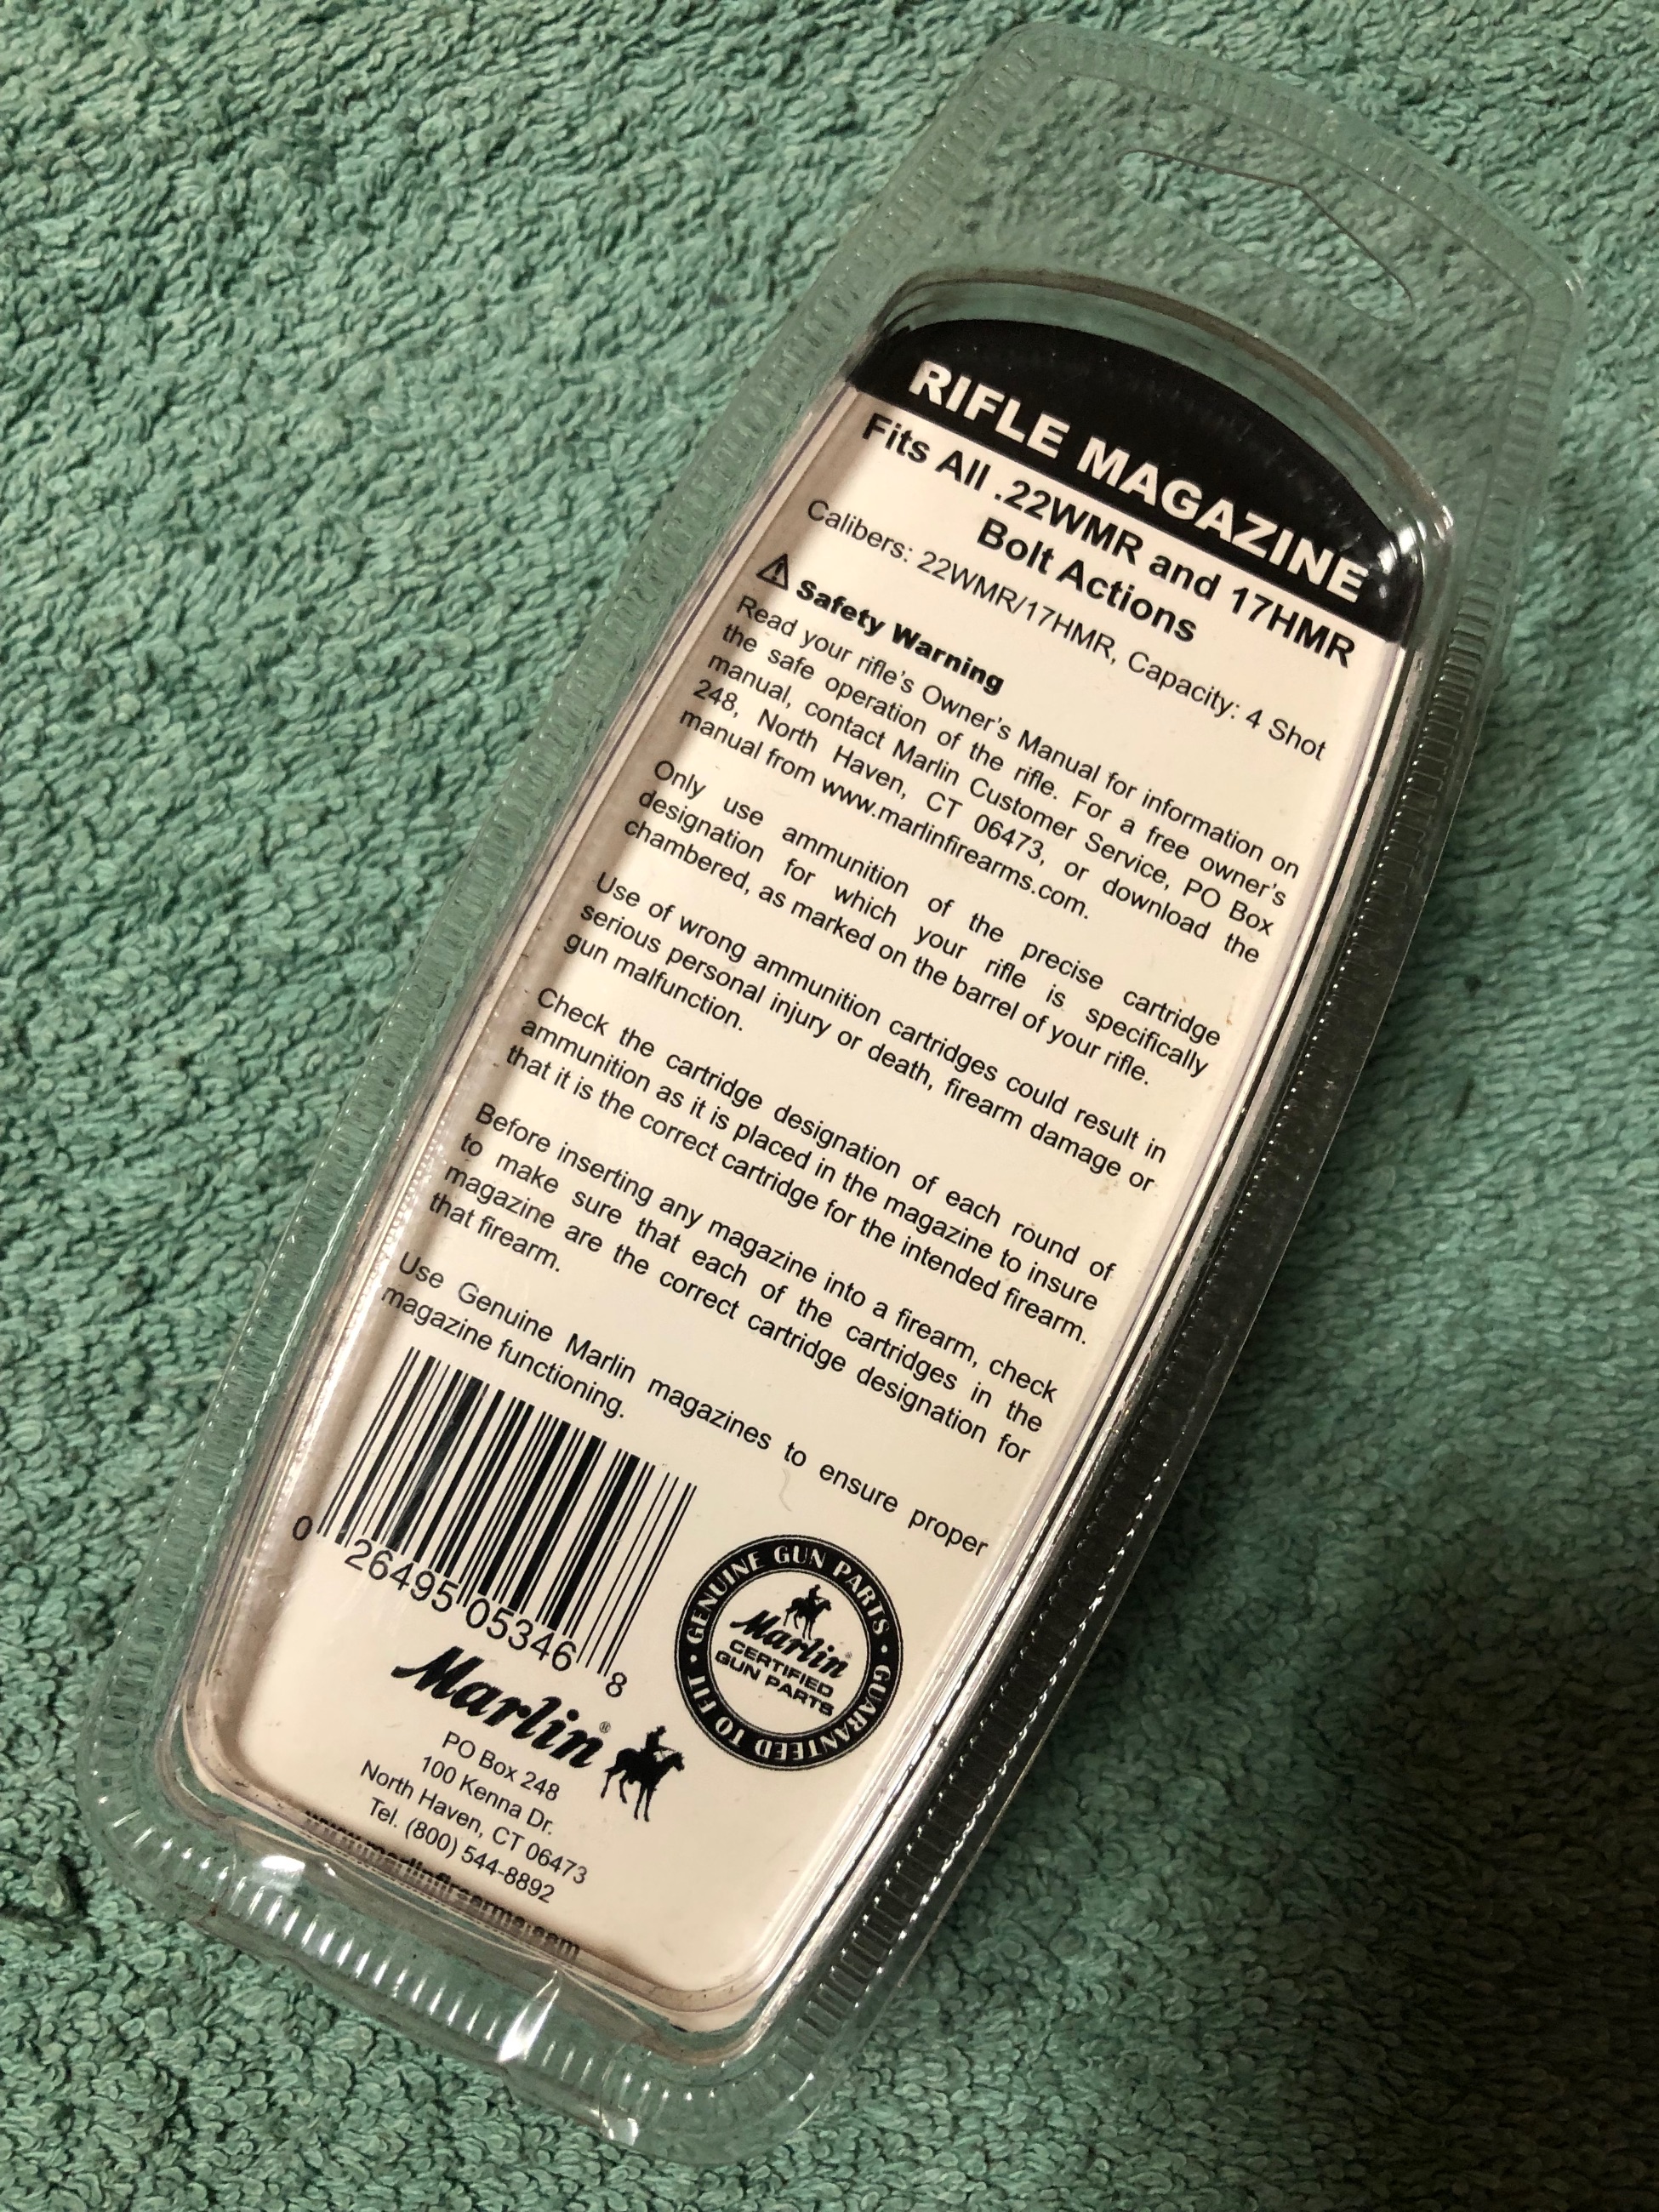 RIFLE MAGAZINE
Fits All .22WMR and 17HMR
Bolt Actions
Calibers: 22WMR/17HMR, Capacity: 4 Shot
⚠ Safety Warning
Read your rifle's Owner's Manual for information on
the safe operation of the rifle. For a free owner's
manual, contact Marlin Customer Service, PO Box
248, North Haven, CT 06473, or download the
manual from www.marlinfirearms.com.
Only use ammunition of the precise cartridge
designation for which your rifle is specifically
chambered, as marked on the barrel of your rifle.
Use of wrong ammunition cartridges could result in
serious personal injury or death, firearm damage or
gun malfunction.
Check the cartridge designation of each round of
ammunition as it is placed in the magazine to insure
that it is the correct cartridge for the intended firearm.
Before inserting any magazine into a firearm, check
to make sure that each of the cartridges in the
magazine are the correct cartridge designation for
that firearm.
Use Genuine Marlin magazines to ensure proper
magazine functioning.
0 26495 05346 8
• GENUINE GUN PARTS • GUARANTEED TO FIT
Marlin®
CERTIFIED
GUN PARTS
Marlin®
PO Box 248
100 Kenna Dr.
North Haven, CT 06473
Tel. (800) 544-8892
www.marlinfirearms.com